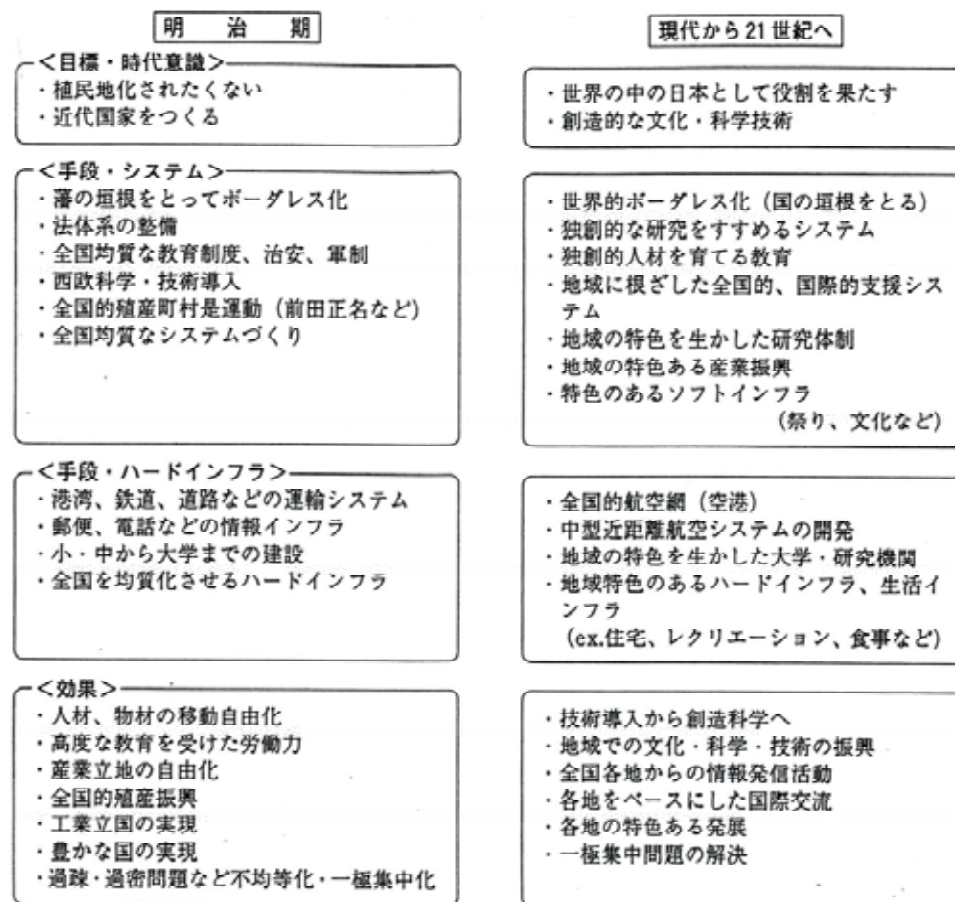 明治期
<目標・時代意識>
・植民地化されたくない
・近代国家をつくる
<手段・システム>
・藩の垣根をとってボーダレス化
・法体系の整備
・全国均質な教育制度、治安、軍制
・西欧科学・技術導入
・全国的殖産町村是運動(前田正名など)
・全国均質なシステムづくり
<手段・ハードインフラ>
・港湾、鉄道、道路などの運輸システム
・郵便、電話などの情報インフラ
・小・中から大学までの建設
・全国を均質化させるハードインフラ
<効果>
・人材、物材の移動自由化
・高度な教育を受けた労働力
・産業立地の自由化
・全国的殖産振興
・工業立国の実現
・豊かな国の実現
・過疎・過密問題など不均等化・一極集中化
現代から21世紀へ
・世界の中の日本として役割を果たす
・創造的な文化・科学技術
・世界的ボーダレス化(国の垣根をとる)
・独創的な研究をすすめるシステム
・独創的人材を育てる教育
・地域に根ざした全国的、国際的支援シス
テム
・地域の特色を生かした研究体制
・地域の特色ある産業振興
・特色のあるソフトインフラ
(祭り、文化など)
・全国的航空網(空港)
・中型近距離航空システムの開発
・地域の特色を生かした大学・研究機関
・地域特色のあるハードインフラ、生活イ
ンフラ
(ex.住宅、レクリエーション、食事など)
・技術導入から創造科学へ
・地域での文化・科学・技術の振興
・全国各地からの情報発信活動
・各地をベースにした国際交流
・各地の特色ある発展
・一極集中問題の解決